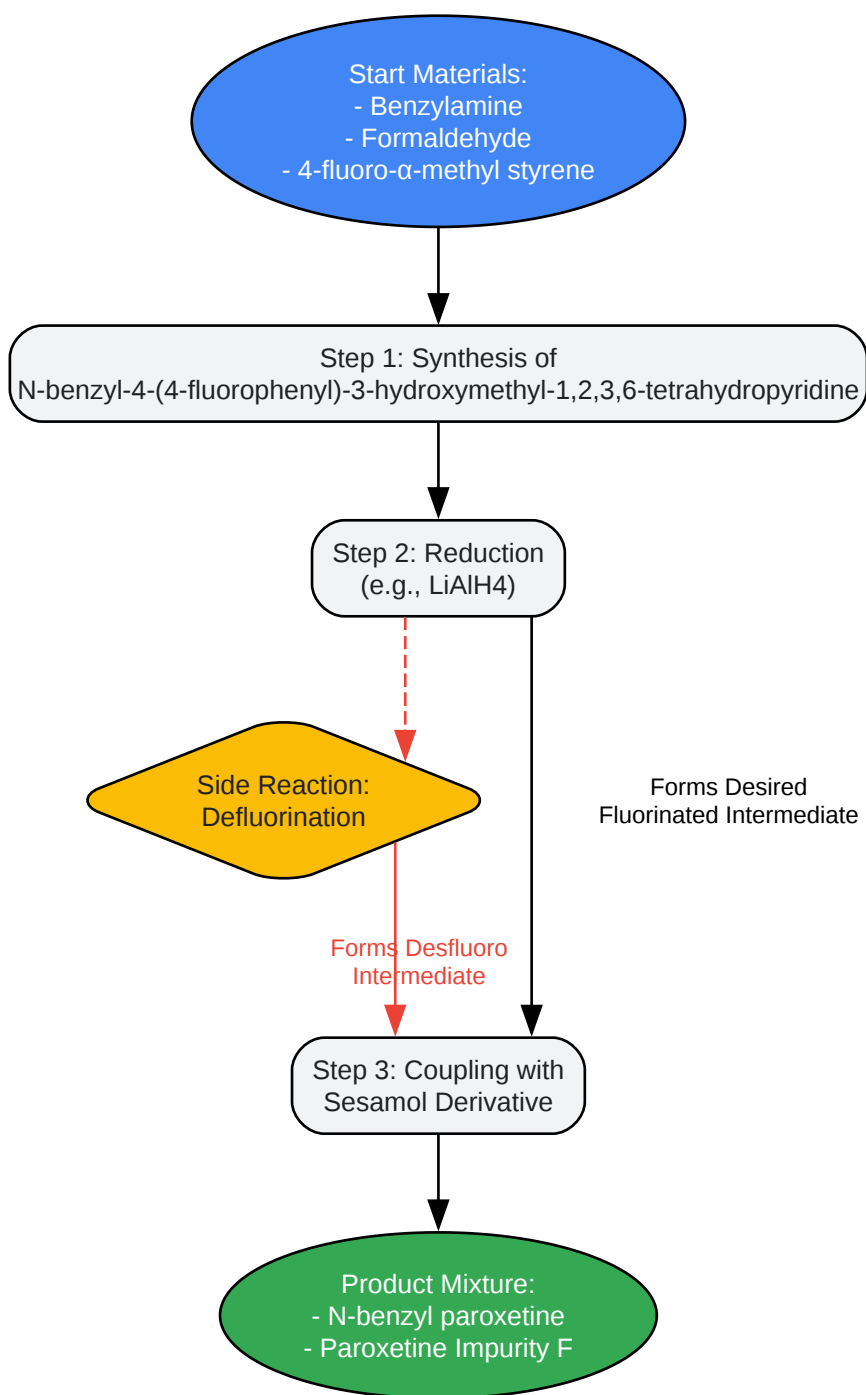 Start Materials:
- Benzylamine
- Formaldehyde
- 4-fluoro-α-methyl styrene
Step 1: Synthesis of
N-benzyl-4-(4-fluorophenyl)-3-hydroxymethyl-1,2,3,6-tetrahydropyridine
Step 2: Reduction
(e.g., LiAlH4)
Side Reaction:
Defluorination
Forms Desired
Fluorinated Intermediate
Forms Desfluoro
Intermediate
Step 3: Coupling with
Sesamol Derivative
Product Mixture:
- N-benzyl paroxetine
- Paroxetine Impurity F